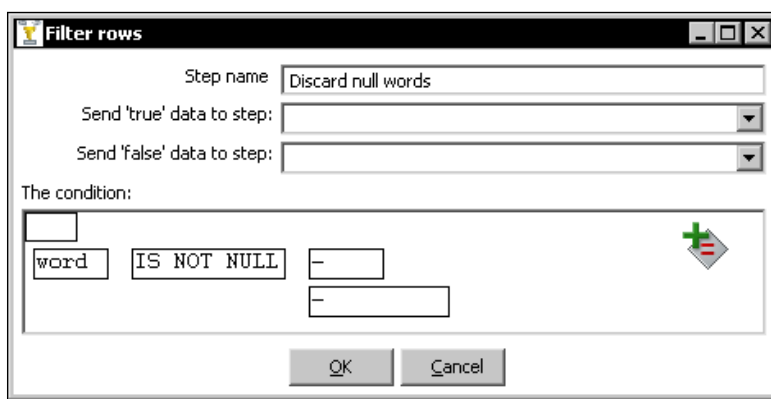 Filter rows
Step name Discard null words
Send 'true' data to step:
Send 'false' data to step:
The condition:
word IS NOT NULL -
-
OK Cancel